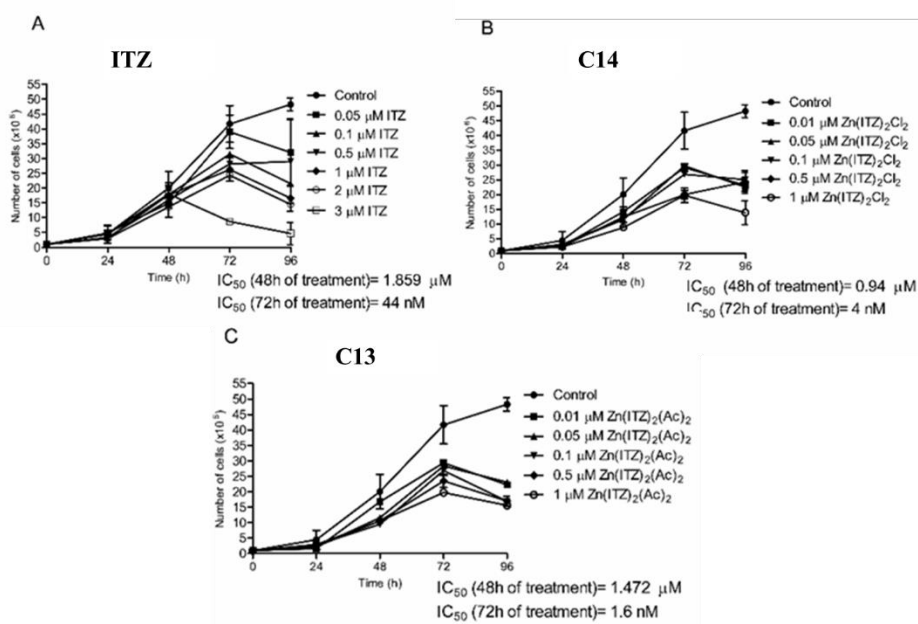 A
ITZ
Number of cells (x10⁵)
55
50
45
40
35
30
25
20
15
10
5
0
0 24 48 72 96
Time (h)
Control
0.05 μM ITZ
0.1 μM ITZ
0.5 μM ITZ
1 μM ITZ
2 μM ITZ
3 μM ITZ
IC₅₀ (48h of treatment)= 1.859 μM
IC₅₀ (72h of treatment)= 44 nM
B
C14
Number of cells (x10⁵)
55
50
45
40
35
30
25
20
15
10
5
0
0 24 48 72 96
Time (h)
Control
0.01 μM Zn(ITZ)₂Cl₂
0.05 μM Zn(ITZ)₂Cl₂
0.1 μM Zn(ITZ)₂Cl₂
0.5 μM Zn(ITZ)₂Cl₂
1 μM Zn(ITZ)₂Cl₂
IC₅₀ (48h of treatment)= 0.94 μM
IC₅₀ (72h of treatment)= 4 nM
C
C13
Number of cells (x10⁵)
55
50
45
40
35
30
25
20
15
10
5
0
0 24 48 72 96
Time (h)
Control
0.01 μM Zn(ITZ)₂(Ac)₂
0.05 μM Zn(ITZ)₂(Ac)₂
0.1 μM Zn(ITZ)₂(Ac)₂
0.5 μM Zn(ITZ)₂(Ac)₂
1 μM Zn(ITZ)₂(Ac)₂
IC₅₀ (48h of treatment)= 1.472 μM
IC₅₀ (72h of treatment)= 1.6 nM